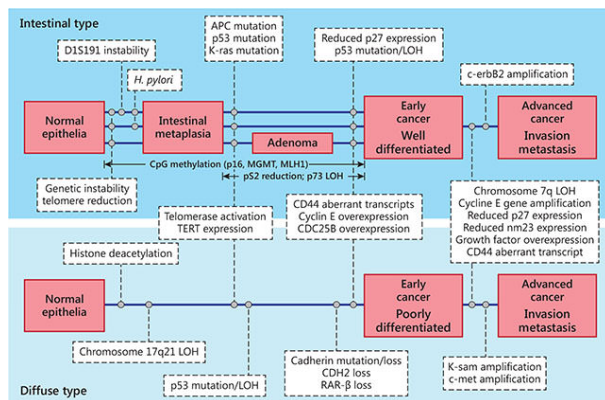 Intestinal type
APC mutation
p53 mutation
K-ras mutation
Reduced p27 expression
p53 mutation/LOH
D1S191 instability
H. pylori
c-erbB2 amplification
Normal
epithelia
Intestinal
metaplasia
Adenoma
Early
cancer
Well
differentiated
Advanced
cancer
Invasion
metastasis
CpG methylation (p16, MGMT, MLH1)
pS2 reduction; p73 LOH
Genetic instability
telomere reduction
Telomerase activation
TERT expression
CD44 aberrant transcripts
Cyclin E overexpression
CDC25B overexpression
Chromosome 7q LOH
Cycline E gene amplification
Reduced p27 expression
Reduced nm23 expression
Growth factor overexpression
CD44 aberrant transcript
Histone deacetylation
Normal
epithelia
Early
cancer
Poorly
differentiated
Advanced
cancer
Invasion
metastasis
Chromosome 17q21 LOH
p53 mutation/LOH
Cadherin mutation/loss
CDH2 loss
RAR-β loss
K-sam amplification
c-met amplification
Diffuse type